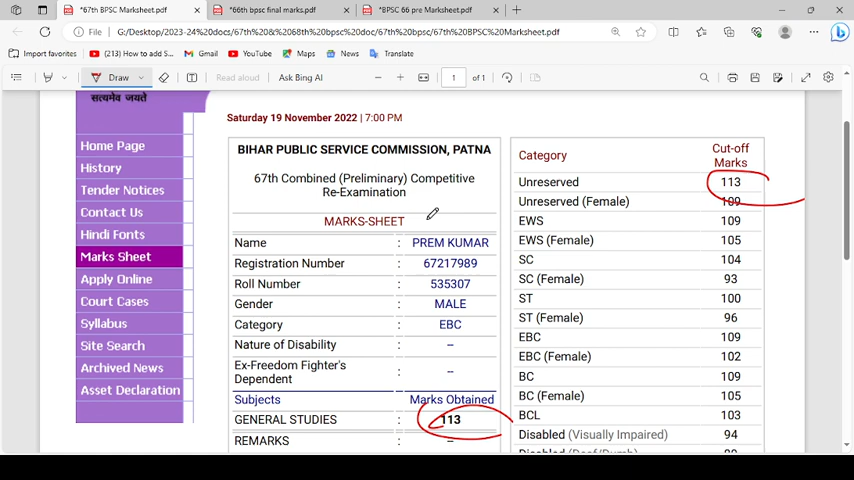 *67th BPSC Marksheet.pdf
*66th bpsc final marks.pdf
*BPSC 66 pre Marksheet.pdf
File
G:/Desktop/2023-24%20docs/67th%20&%2068th%20bpsc%20doc/67th%20bpsc/67th%20BPSC%20Marksheet.pdf
Import favorites
(213) How to add S...
Gmail
YouTube
Maps
News
Translate
Draw
Read aloud
Ask Bing AI
1
of 1
सत्यमेव जयते
Home Page
History
Tender Notices
Contact Us
Hindi Fonts
Marks Sheet
Apply Online
Court Cases
Syllabus
Site Search
Archived News
Asset Declaration
Saturday 19 November 2022 | 7:00 PM
BIHAR PUBLIC SERVICE COMMISSION, PATNA
67th Combined (Preliminary) Competitive
Re-Examination
MARKS-SHEET
Name : PREM KUMAR
Registration Number : 67217989
Roll Number : 535307
Gender : MALE
Category : EBC
Nature of Disability : --
Ex-Freedom Fighter's
Dependent : --
Subjects Marks Obtained
GENERAL STUDIES : 113
REMARKS : --
Category Cut-off
Marks
Unreserved 113
Unreserved (Female) 109
EWS 109
EWS (Female) 105
SC 104
SC (Female) 93
ST 100
ST (Female) 96
EBC 109
EBC (Female) 102
BC 109
BC (Female) 105
BCL 103
Disabled (Visually Impaired) 94